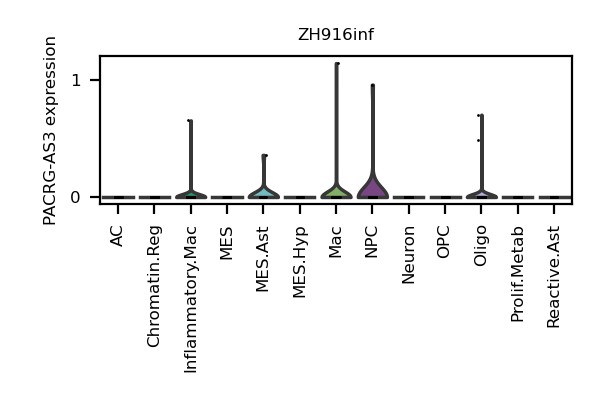 ZH916inf
PACRG-AS3 expression
1
0
AC
Chromatin.Reg
Inflammatory.Mac
MES
MES.Ast
MES.Hyp
Mac
NPC
Neuron
OPC
Oligo
Prolif.Metab
Reactive.Ast